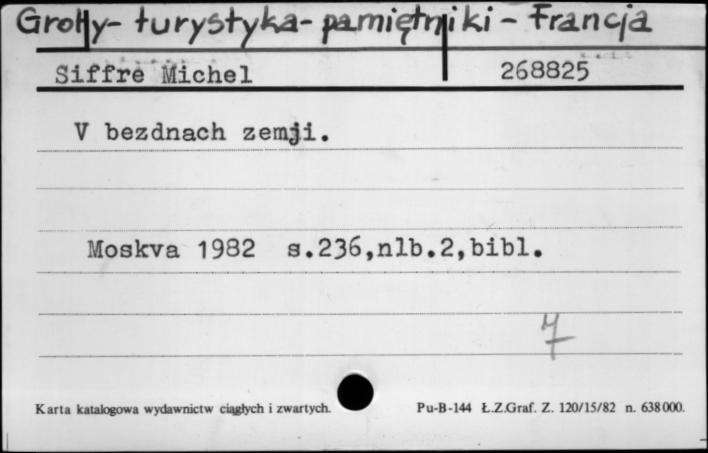 Groty - turystyka - pamiętniki - Francja
Siffre Michel 268825
V bezdnach zemji.
Moskva 1982 s.236,nlb.2,bibl.
Karta katalogowa wydawnictw ciągłych i zwartych. Pu-B-144 Ł.Z.Graf. Z. 120/15/82 n. 638000.